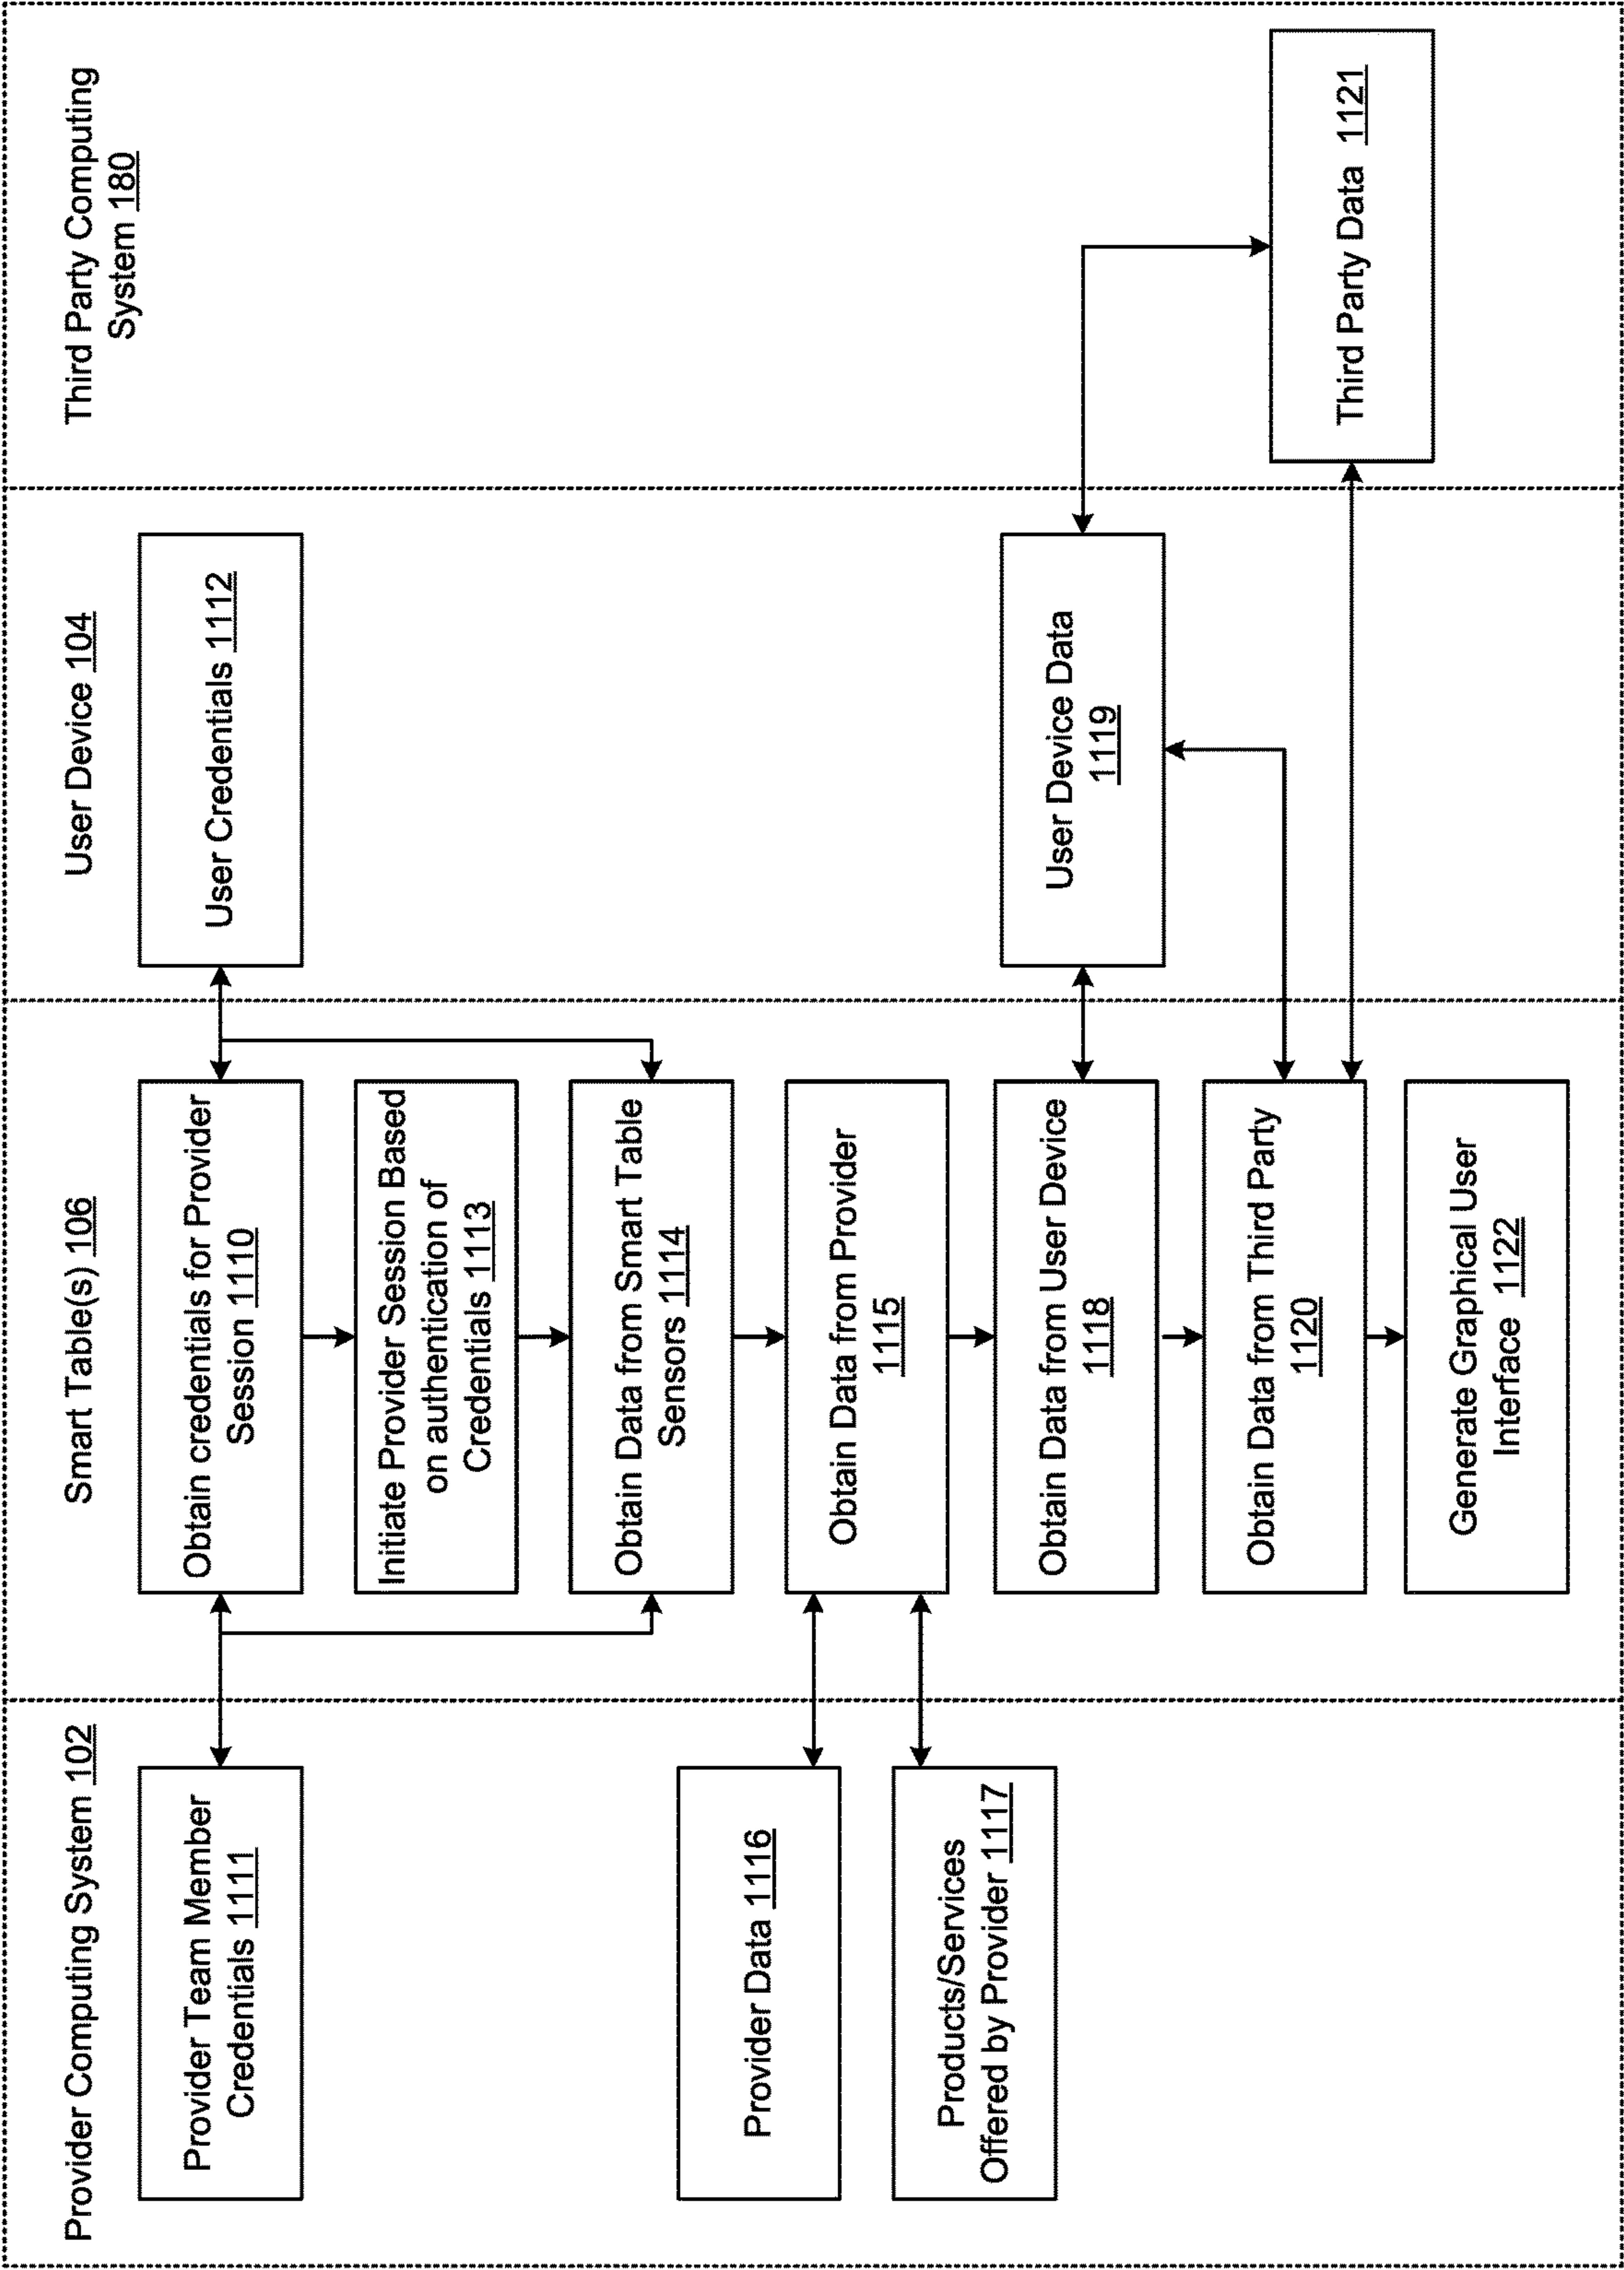 Provider Computing System 102
Smart Table(s) 106
User Device 104
Third Party Computing
System 180
Provider Team Member
Credentials 1111
Obtain credentials for Provider
Session 1110
User Credentials 1112
Initiate Provider Session Based
on authentication of
Credentials 1113
Obtain Data from Smart Table
Sensors 1114
Provider Data 1116
Obtain Data from Provider
1115
Products/Services
Offered by Provider 1117
Obtain Data from User Device
1118
User Device Data
1119
Obtain Data from Third Party
1120
Third Party Data 1121
Generate Graphical User
Interface 1122